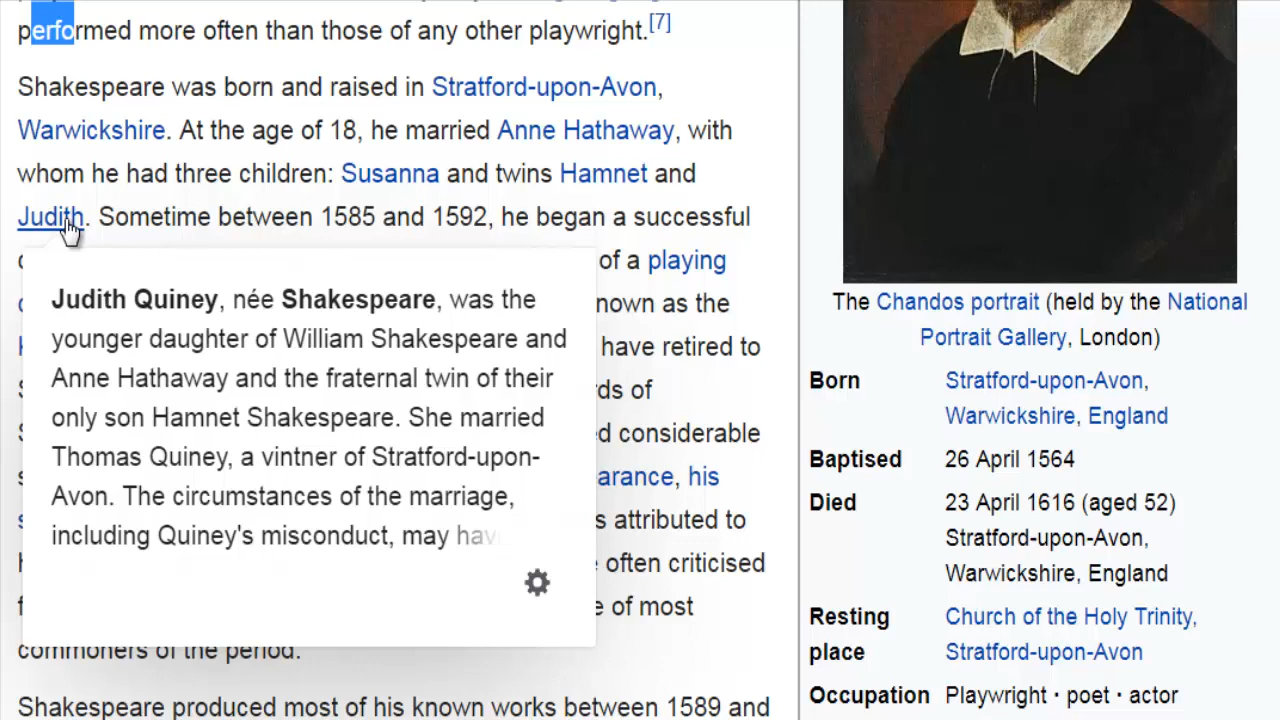 performed more often than those of any other playwright.[7]
Shakespeare was born and raised in Stratford-upon-Avon,
Warwickshire. At the age of 18, he married Anne Hathaway, with
whom he had three children: Susanna and twins Hamnet and
Judith. Sometime between 1585 and 1592, he began a successful
of a playing
known as the
have retired to
considerable
his
attributed to
often criticised
of most
commoners of the period.
Shakespeare produced most of his known works between 1589 and
Judith Quiney, née Shakespeare, was the
younger daughter of William Shakespeare and
Anne Hathaway and the fraternal twin of their
only son Hamnet Shakespeare. She married
Thomas Quiney, a vintner of Stratford-upon-
Avon. The circumstances of the marriage,
including Quiney's misconduct, may hav
The Chandos portrait (held by the National
Portrait Gallery, London)
Born Stratford-upon-Avon,
Warwickshire, England
Baptised 26 April 1564
Died 23 April 1616 (aged 52)
Stratford-upon-Avon,
Warwickshire, England
Resting Church of the Holy Trinity,
place Stratford-upon-Avon
Occupation Playwright · poet · actor